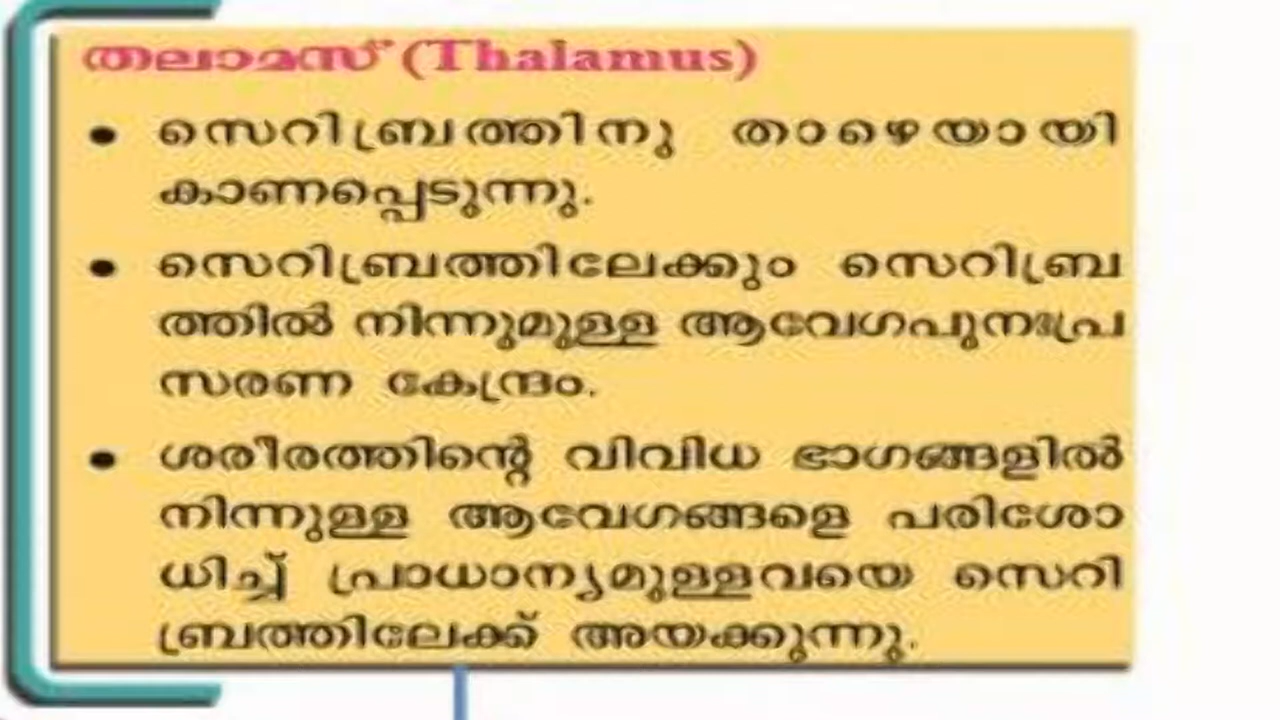 തലാമസ് (Thalamus)
• സെറിബ്രത്തിനു താഴെയായി
കാണപ്പെടുന്നു.
• സെറിബ്രത്തിലേക്കും സെറിബ്ര
ത്തിൽ നിന്നുമുള്ള ആവേഗപുനഃപ്ര
സരണ കേന്ദ്രം.
• ശരീരത്തിന്റെ വിവിധ ഭാഗങ്ങളിൽ
നിന്നുള്ള ആവേഗങ്ങളെ പരിശോ
ധിച്ച് പ്രാധാന്യമുള്ളവയെ സെറി
ബ്രത്തിലേക്ക് അയക്കുന്നു.